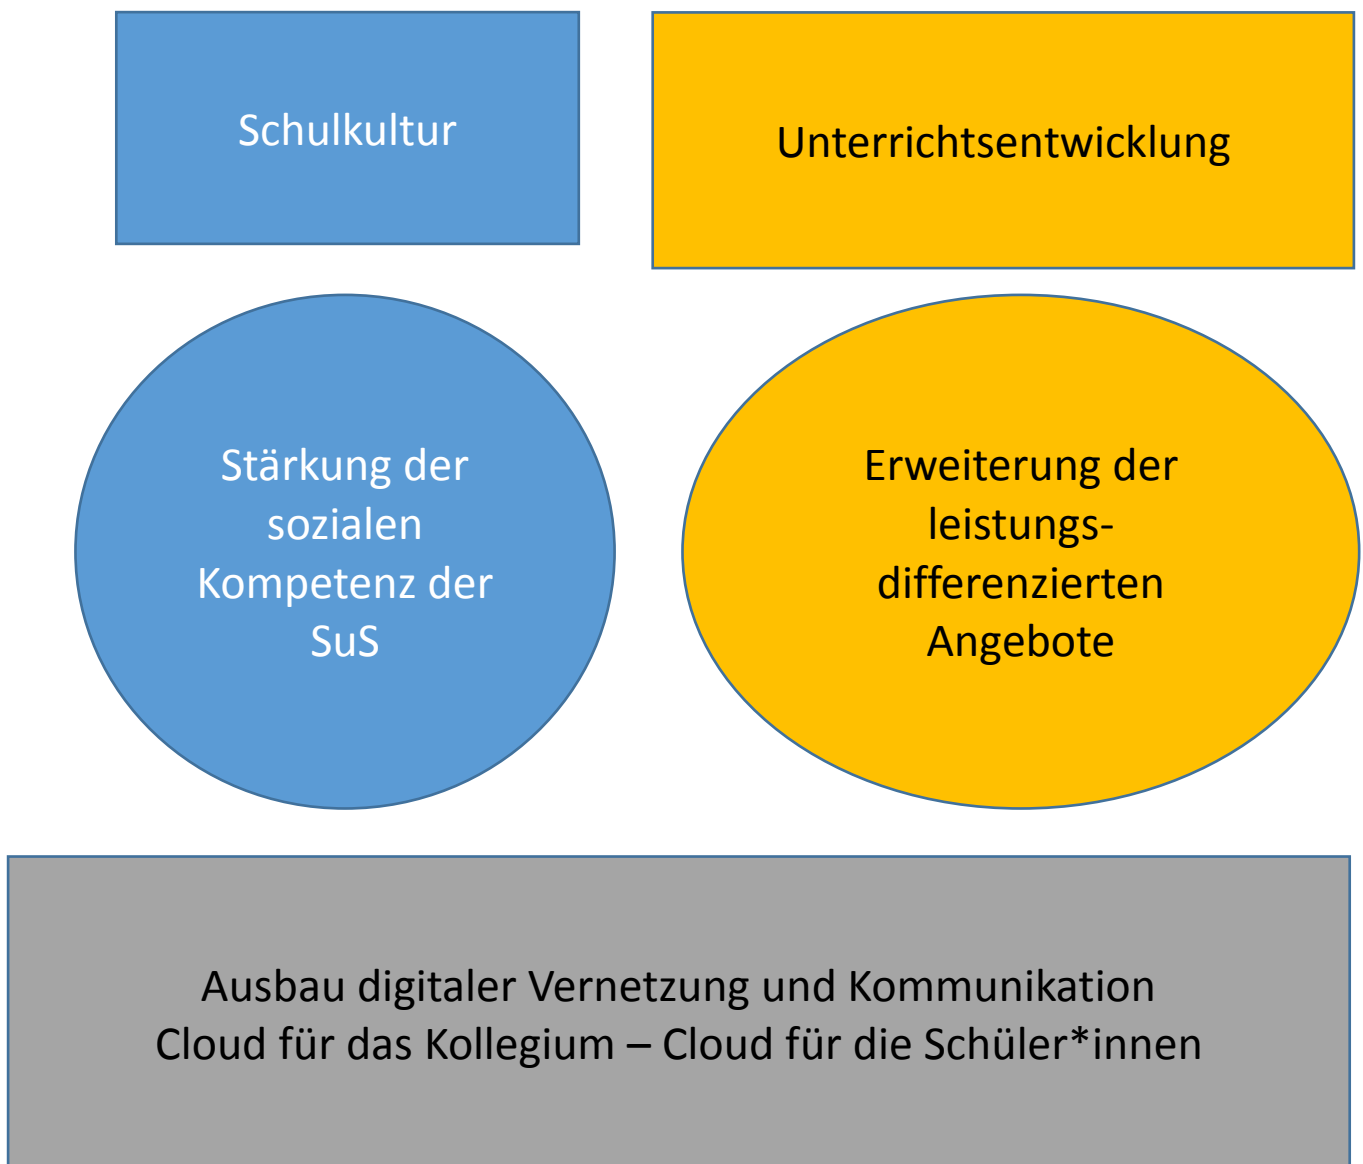 Schulkultur
Unterrichtsentwicklung
Stärkung der
sozialen
Kompetenz der
SuS
Erweiterung der
leistungs-
differenzierten
Angebote
Ausbau digitaler Vernetzung und Kommunikation
Cloud für das Kollegium – Cloud für die Schüler*innen